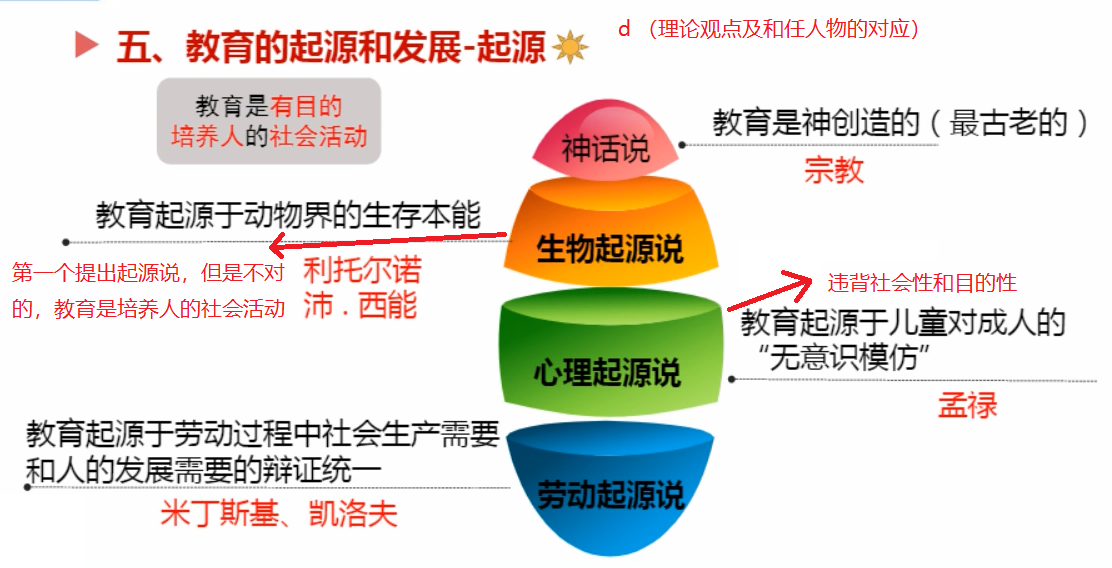 五、教育的起源和发展-起源
d （理论观点及和任人物的对应）
教育是有目的
培养人的社会活动
神话说
教育是神创造的（最古老的）
宗教
教育起源于动物界的生存本能
生物起源说
第一个提出起源说，但是不对
的，教育是培养人的社会活动
利托尔诺
沛．西能
违背社会性和目的性
教育起源于儿童对成人的
“无意识模仿”
心理起源说
孟禄
教育起源于劳动过程中社会生产需要
和人的发展需要的辩证统一
劳动起源说
米丁斯基、凯洛夫